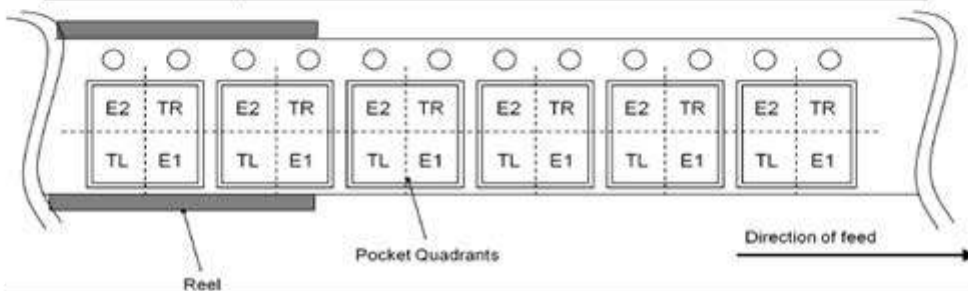 E2 TR E2 TR E2 TR E2 TR E2 TR E2 TR
TL E1 TL E1 TL E1 TL E1 TL E1 TL E1
Direction of feed
Pocket Quadrants
Reel